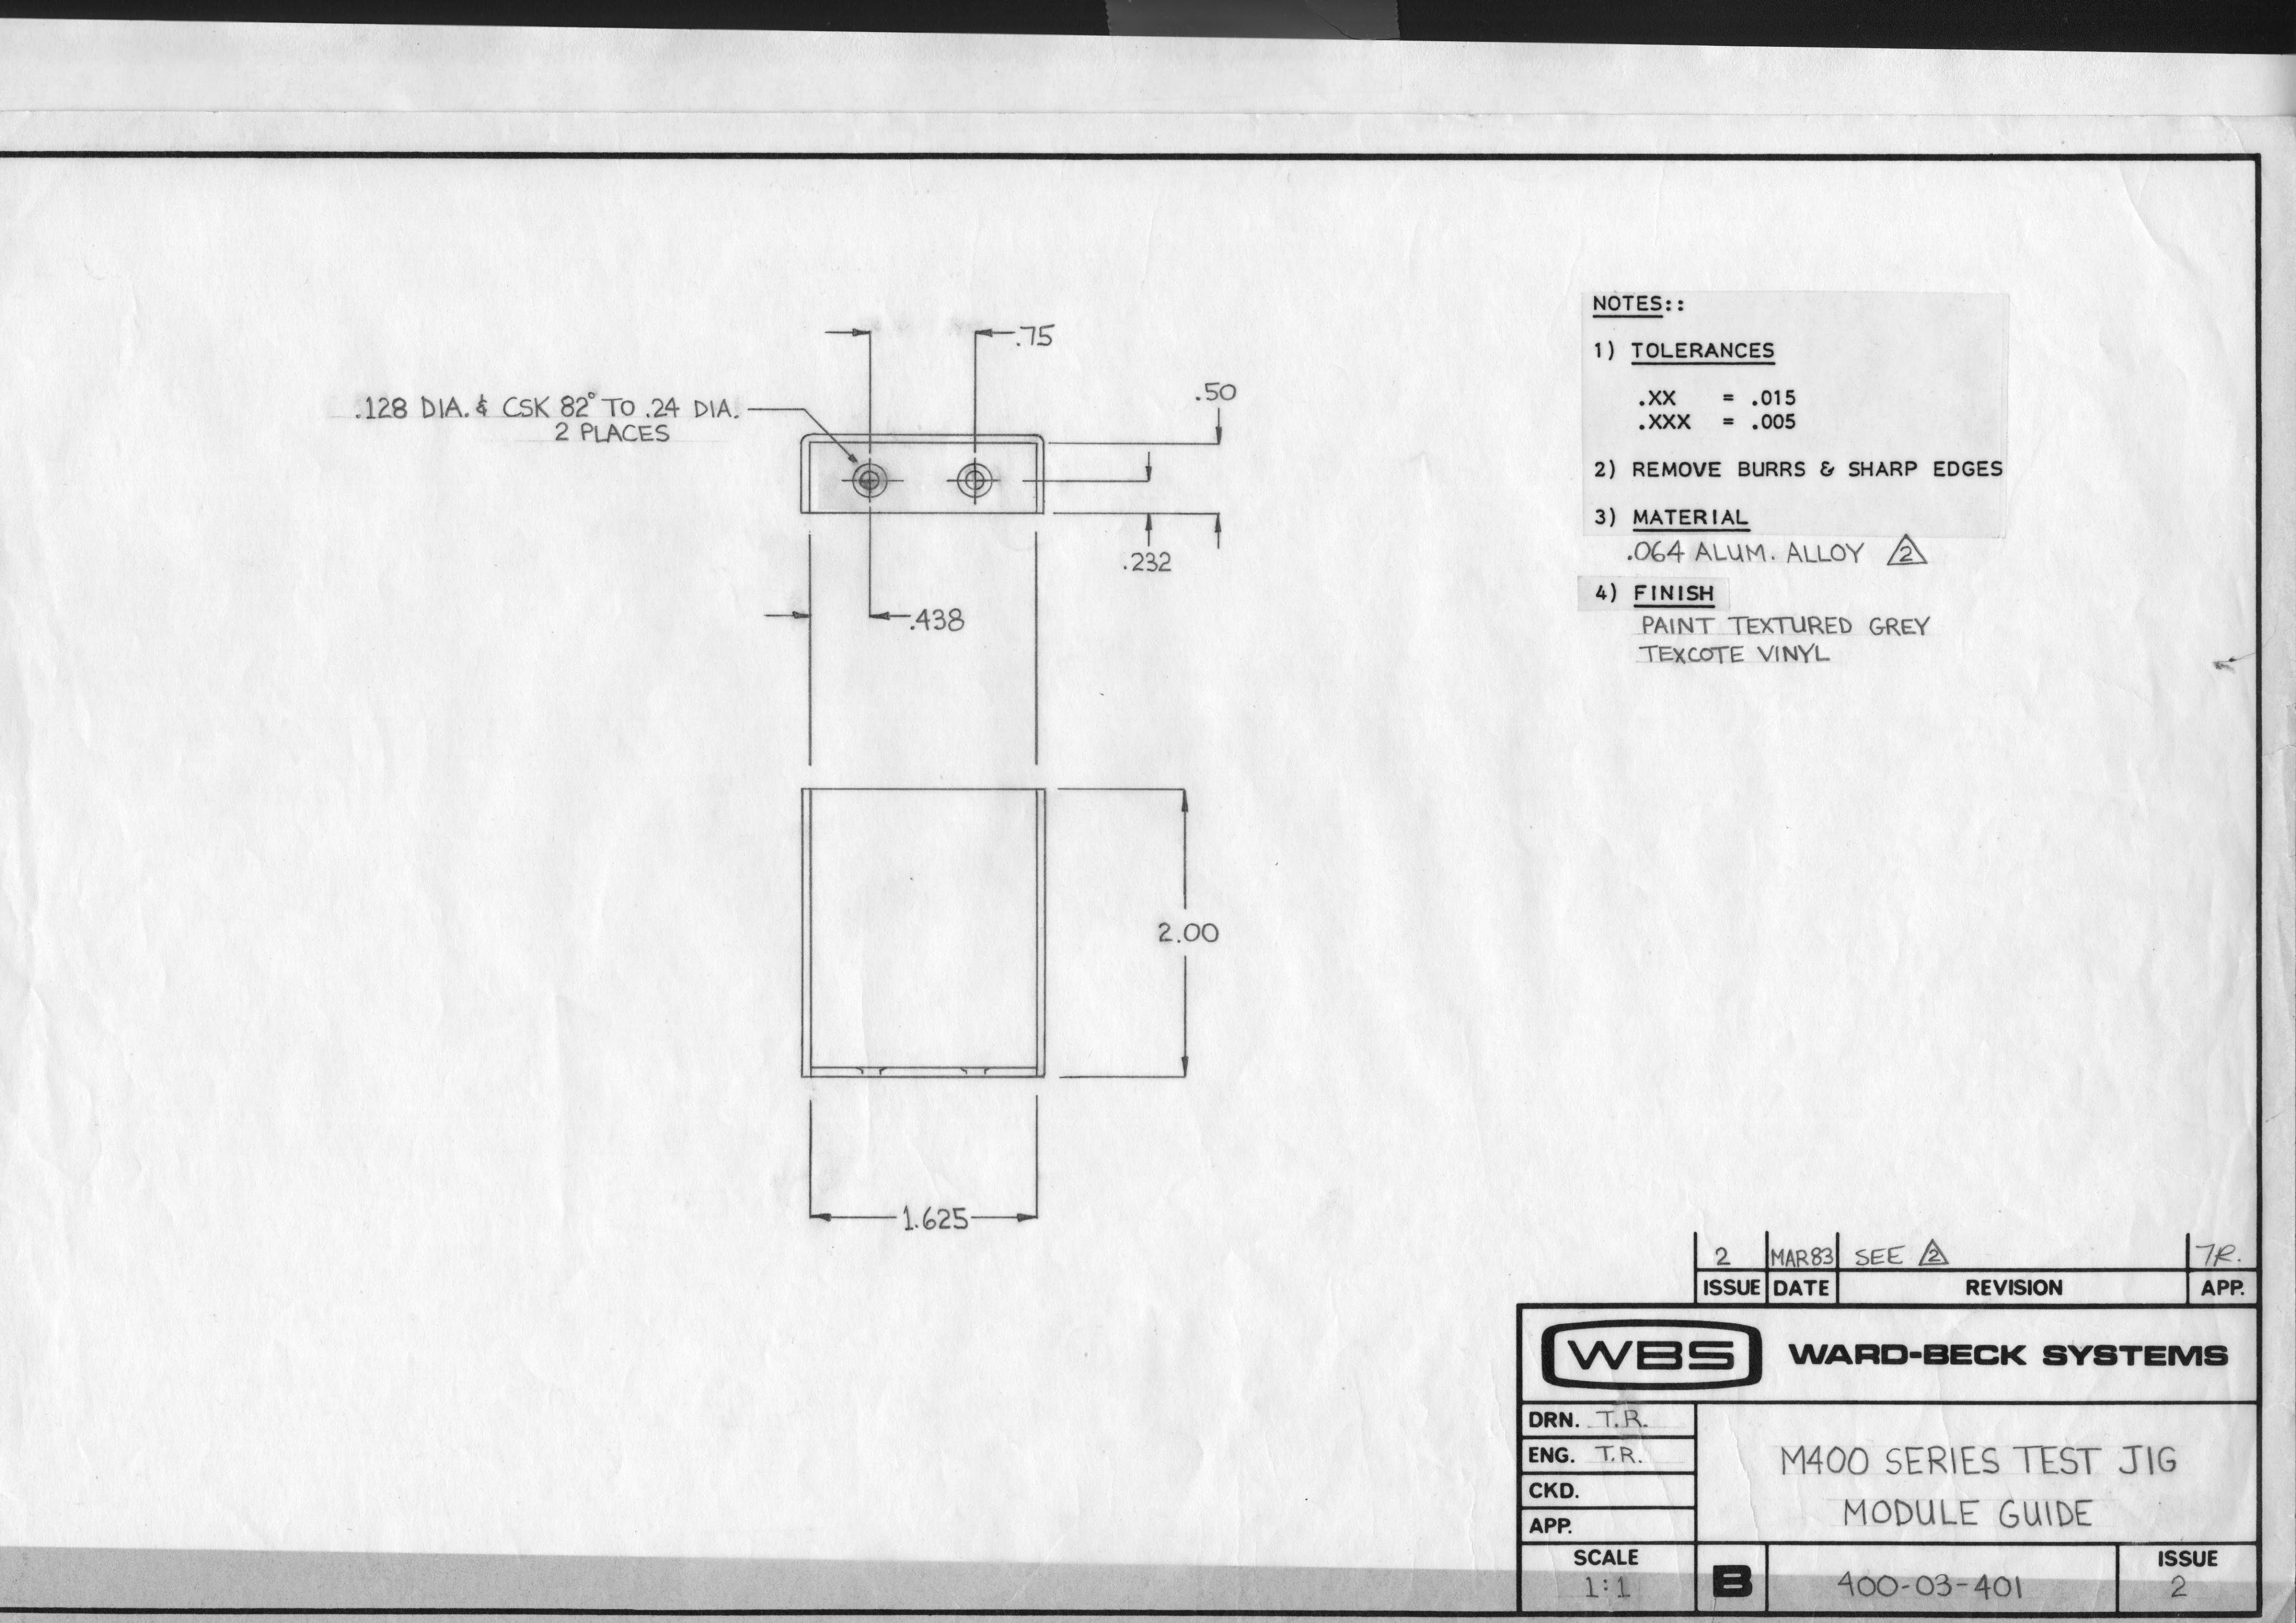 .75
.50
.128 DIA. & CSK 82° TO .24 DIA.
2 PLACES
.232
.438
2.00
1.625
NOTES::
1) TOLERANCES
.XX = .015
.XXX = .005
2) REMOVE BURRS & SHARP EDGES
3) MATERIAL
.064 ALUM. ALLOY 2
4) FINISH
PAINT TEXTURED GREY
TEXCOTE VINYL
2 MAR83 SEE 2 T.R.
ISSUE DATE REVISION APP.
WBS WARD-BECK SYSTEMS
DRN. T.R.
ENG. T.R.
CKD.
APP.
M400 SERIES TEST JIG
MODULE GUIDE
SCALE
1:1
B
400-03-401
ISSUE
2